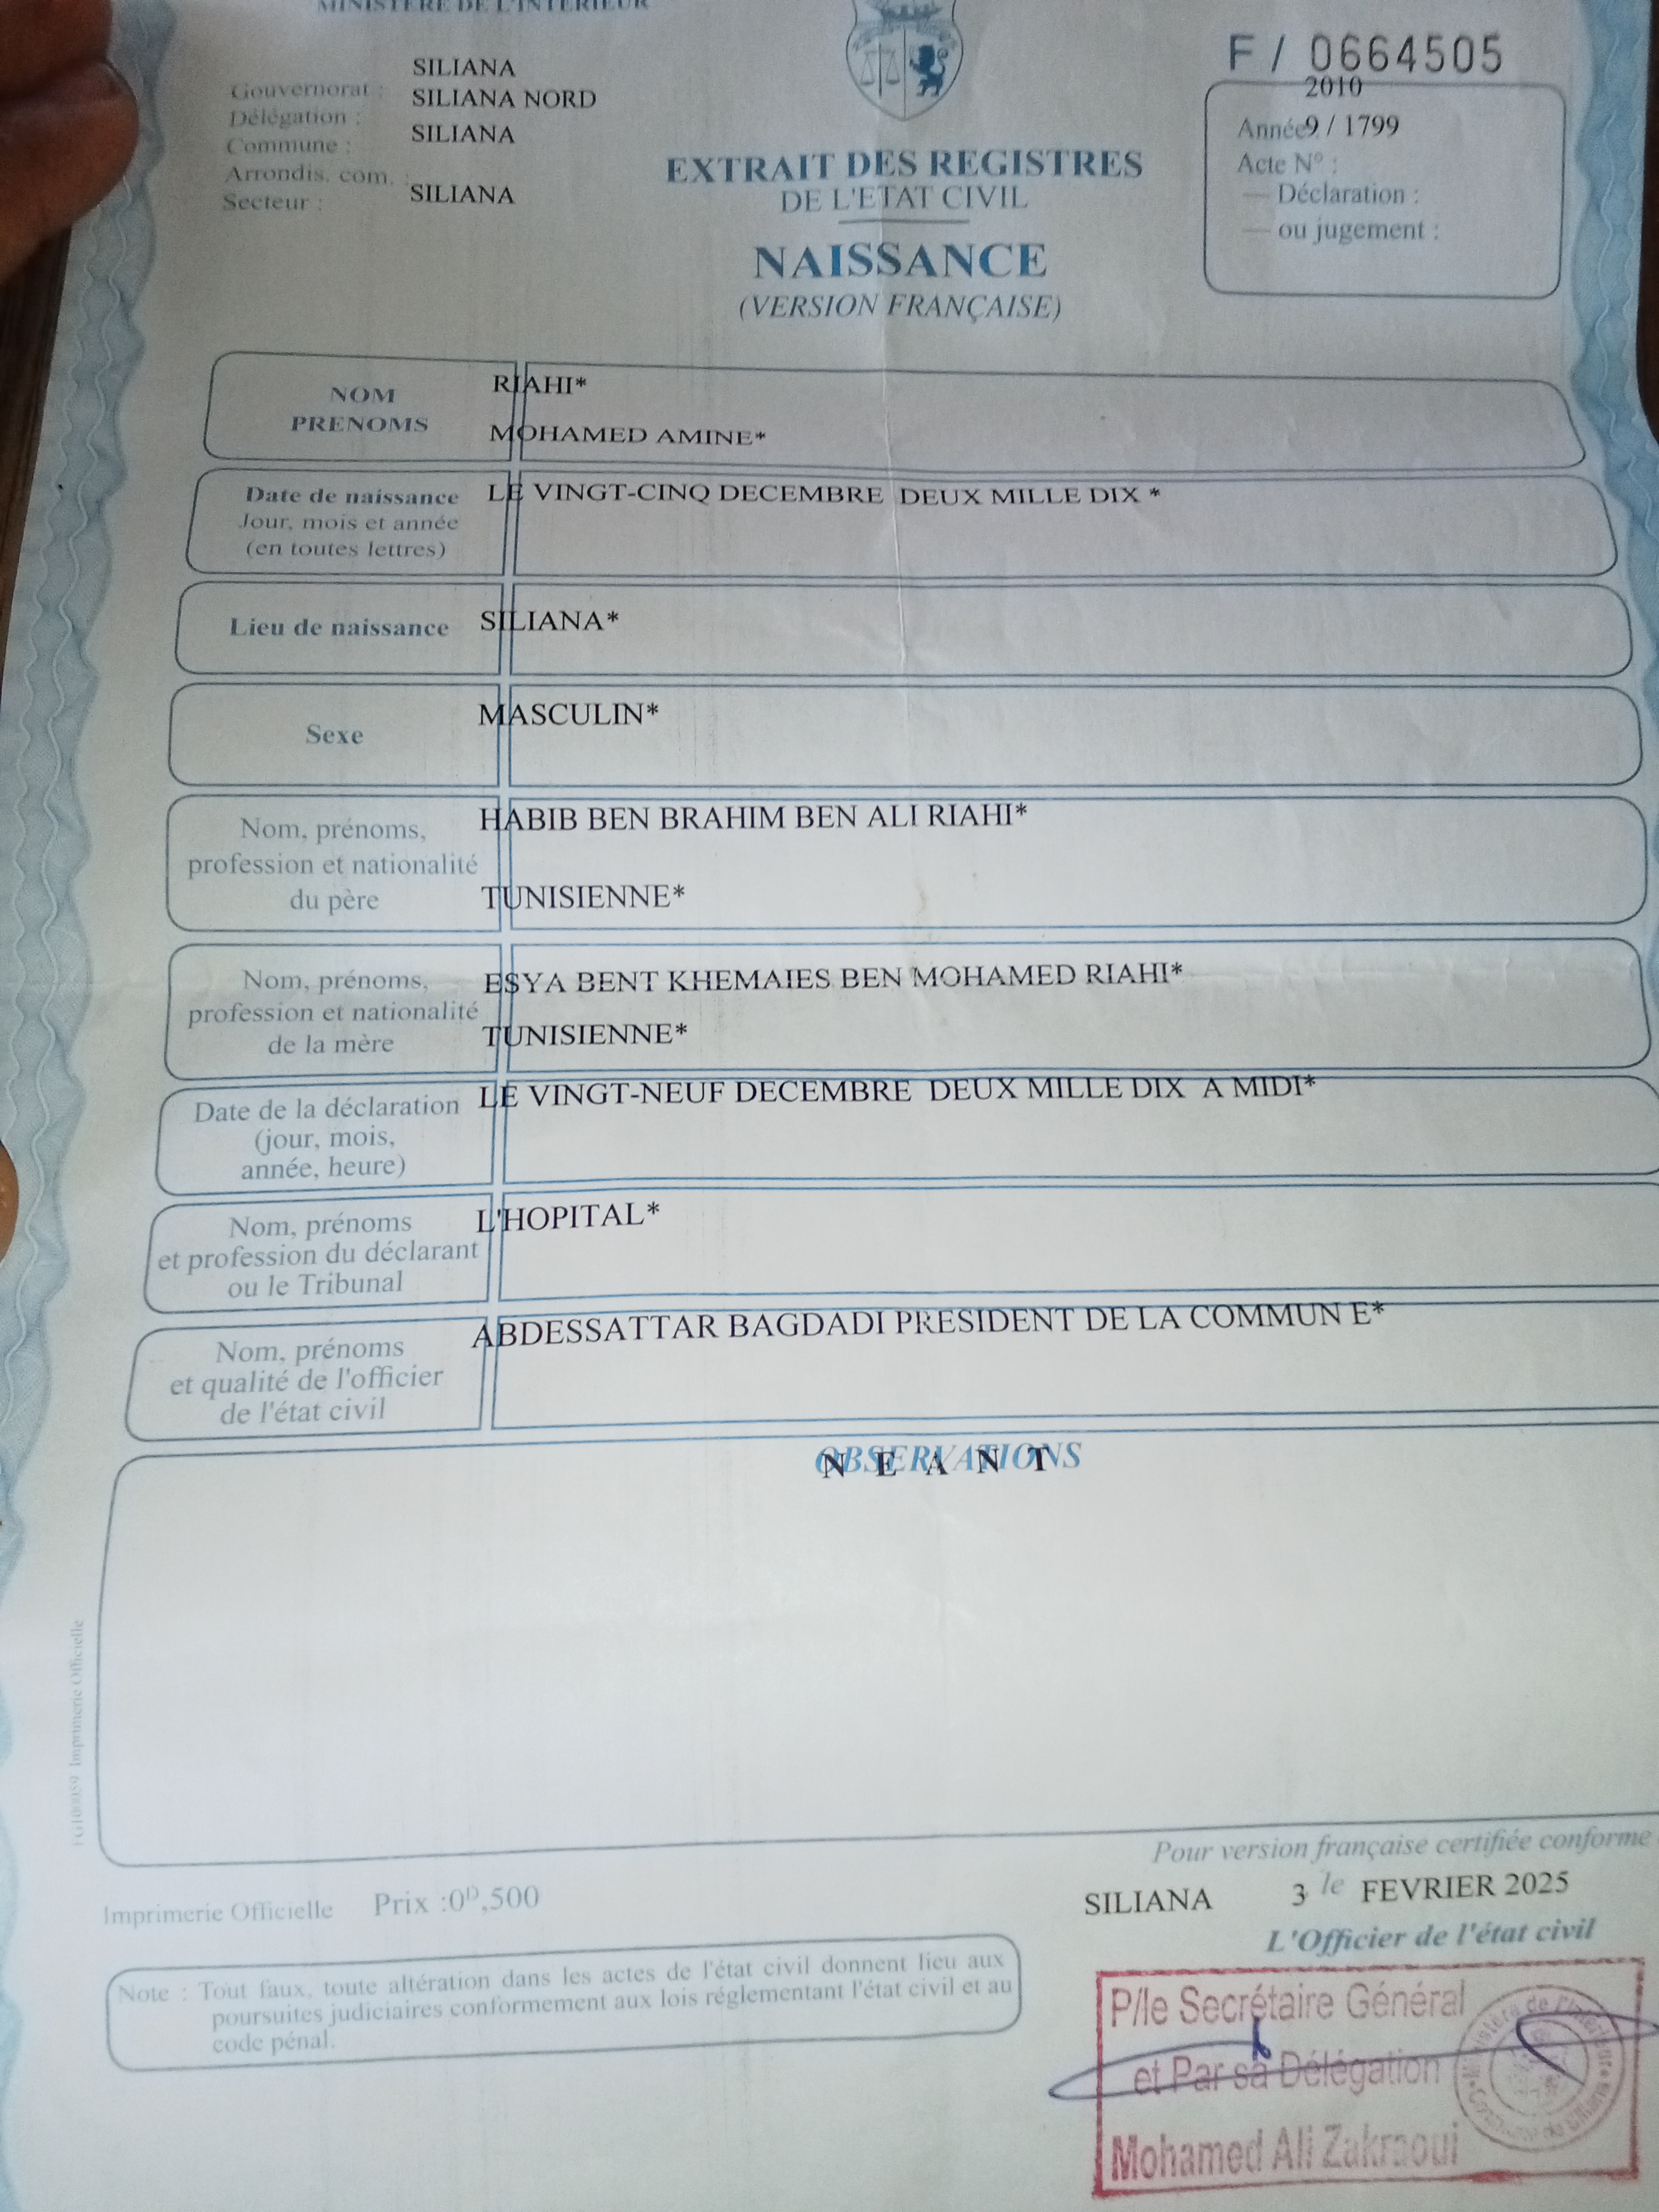 MINISTERE DE L'INTERIEUR
Gouvernorat : SILIANA
Délégation : SILIANA NORD
Commune : SILIANA
Arrondis. com. :
Secteur : SILIANA
EXTRAIT DES REGISTRES
DE L'ETAT CIVIL
NAISSANCE
(VERSION FRANÇAISE)
F / 0664505
2010
Année 9 / 1799
Acte N° :
— Déclaration :
— ou jugement :
NOM RIAHI*
PRENOMS MOHAMED AMINE*
Date de naissance LE VINGT-CINQ DECEMBRE DEUX MILLE DIX *
Jour, mois et année
(en toutes lettres)
Lieu de naissance SILIANA*
Sexe MASCULIN*
Nom, prénoms, HABIB BEN BRAHIM BEN ALI RIAHI*
profession et nationalité
du père TUNISIENNE*
Nom, prénoms, ESYA BENT KHEMAIES BEN MOHAMED RIAHI*
profession et nationalité
de la mère TUNISIENNE*
Date de la déclaration LE VINGT-NEUF DECEMBRE DEUX MILLE DIX A MIDI*
(jour, mois,
année, heure)
Nom, prénoms L'HOPITAL*
et profession du déclarant
ou le Tribunal
Nom, prénoms ABDESSATTAR BAGDADI PRESIDENT DE LA COMMUN E*
et qualité de l'officier
de l'état civil
OBSERVATIONS
N E A N T
Imprimerie Officielle
Pour version française certifiée conforme
SILIANA 3 le FEVRIER 2025
L'Officier de l'état civil
Imprimerie Officielle Prix :0D,500
Note : Tout faux, toute altération dans les actes de l'état civil donnent lieu aux
poursuites judiciaires conformement aux lois réglementant l'état civil et au
code pénal.
P/le Secrétaire Général
et Par sa Délégation
Mohamed Ali Zakraoui